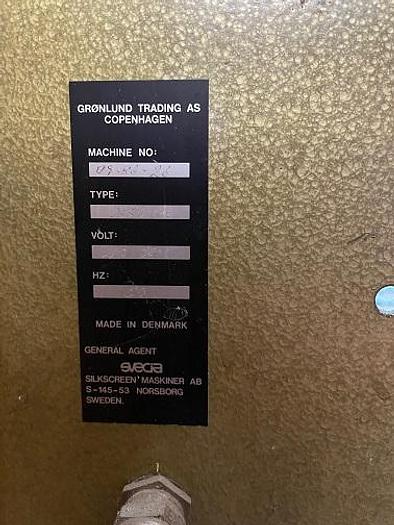 GRØNLUND TRADING AS
COPENHAGEN
MACHINE NO:
TYPE:
VOLT:
HZ:
MADE IN DENMARK
GENERAL AGENT
svecia
SILKSCREEN MASKINER AB
S-145-53 NORSBORG
SWEDEN.